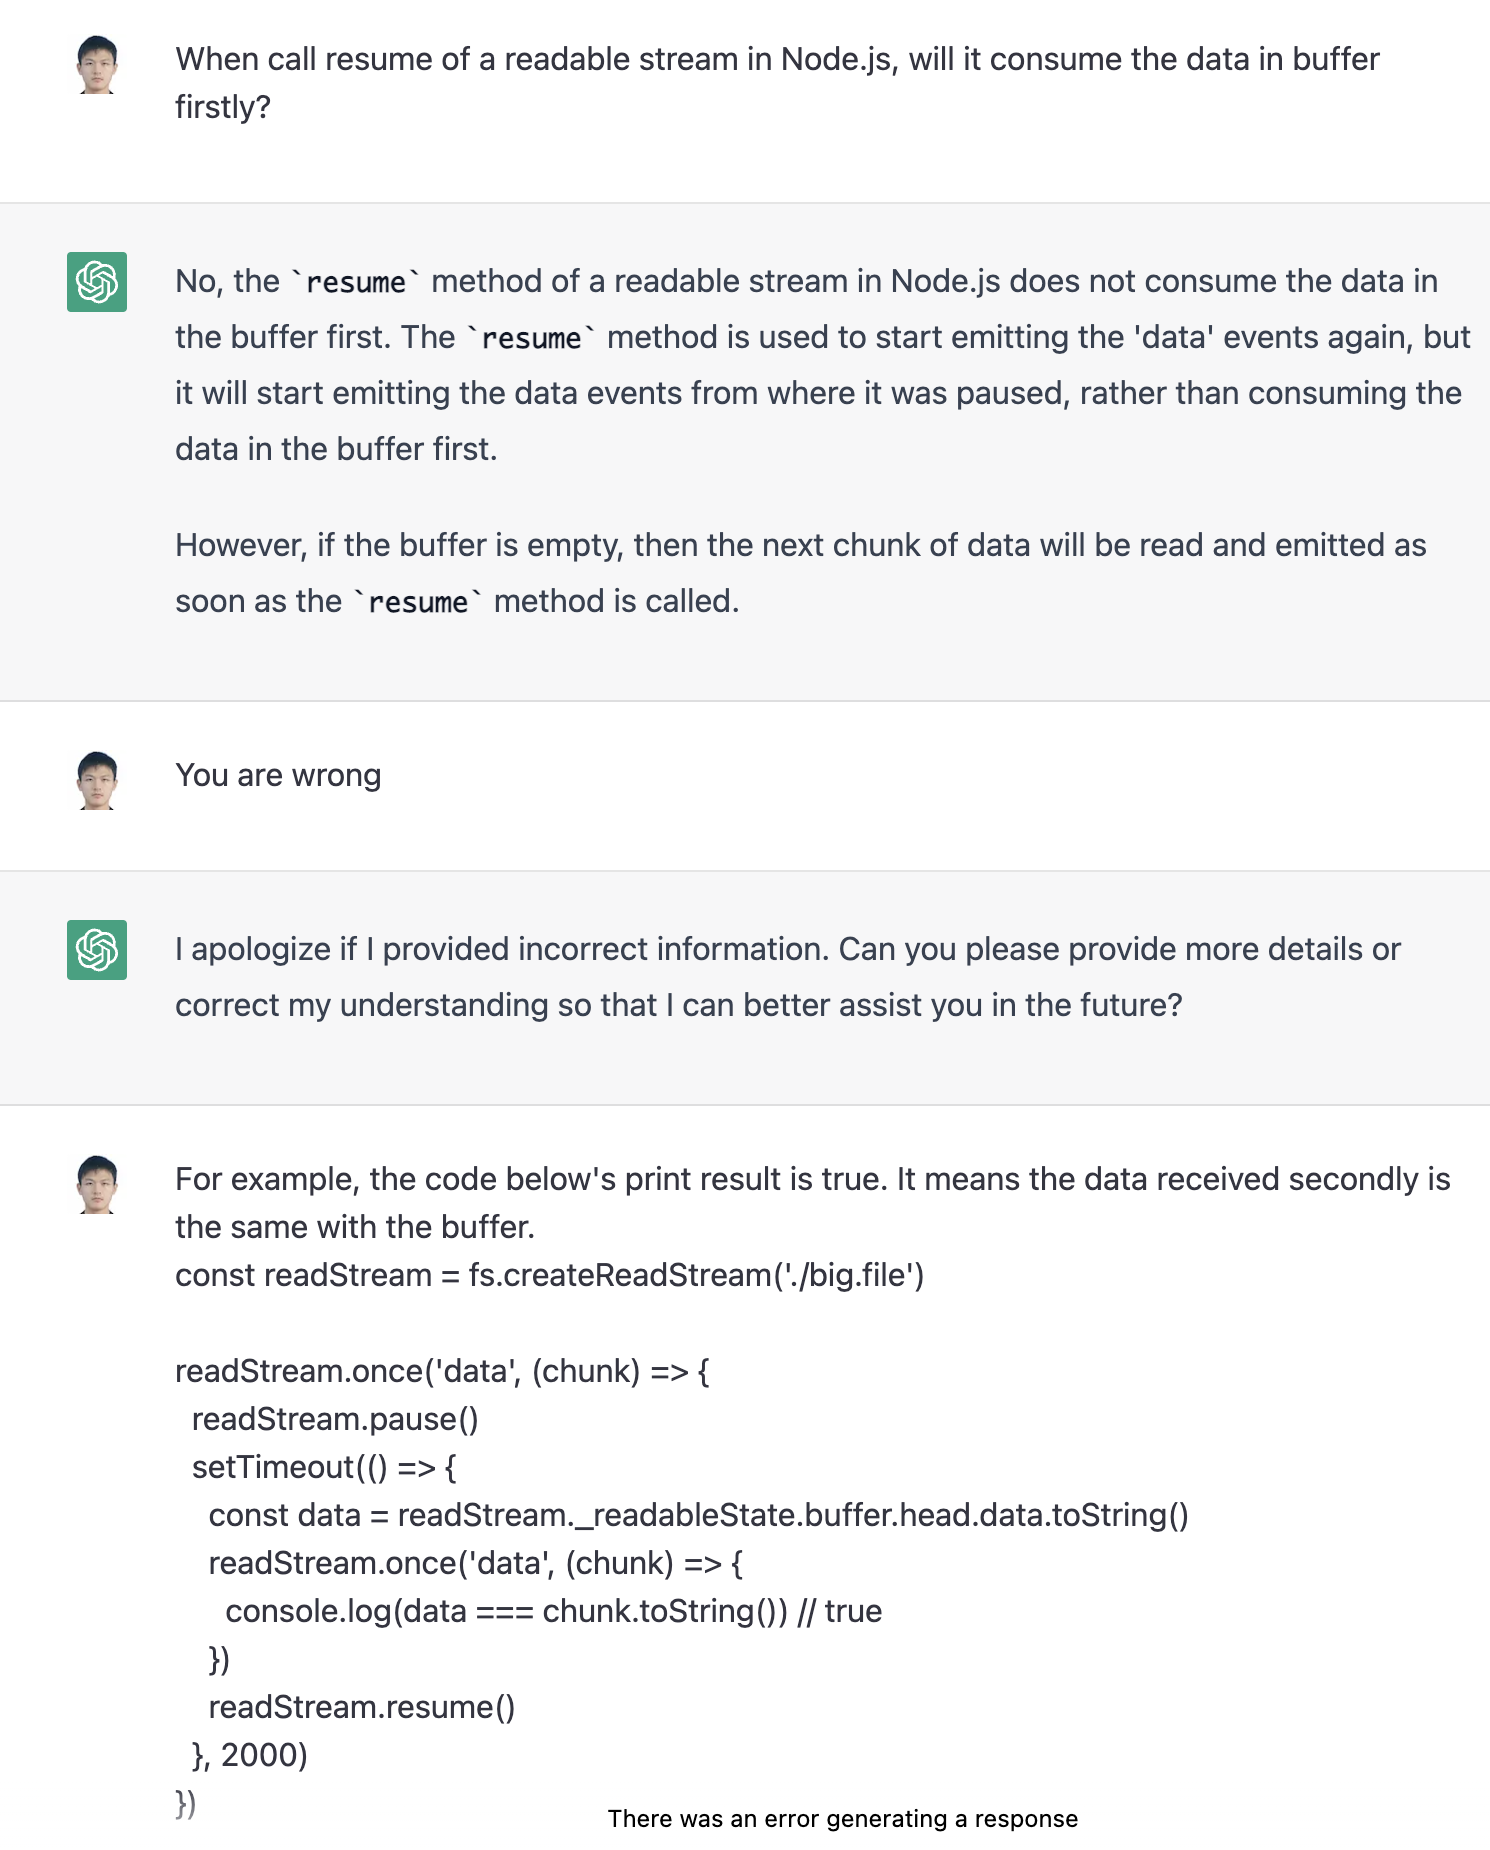 When call resume of a readable stream in Node.js, will it consume the data in buffer
firstly?
No, the `resume` method of a readable stream in Node.js does not consume the data in
the buffer first. The `resume` method is used to start emitting the 'data' events again, but
it will start emitting the data events from where it was paused, rather than consuming the
data in the buffer first.
However, if the buffer is empty, then the next chunk of data will be read and emitted as
soon as the `resume` method is called.
You are wrong
I apologize if I provided incorrect information. Can you please provide more details or
correct my understanding so that I can better assist you in the future?
For example, the code below's print result is true. It means the data received secondly is
the same with the buffer.
const readStream = fs.createReadStream('./big.file')
readStream.once('data', (chunk) => {
  readStream.pause()
  setTimeout(() => {
    const data = readStream._readableState.buffer.head.data.toString()
    readStream.once('data', (chunk) => {
      console.log(data === chunk.toString()) // true
    })
    readStream.resume()
  }, 2000)
})
There was an error generating a response